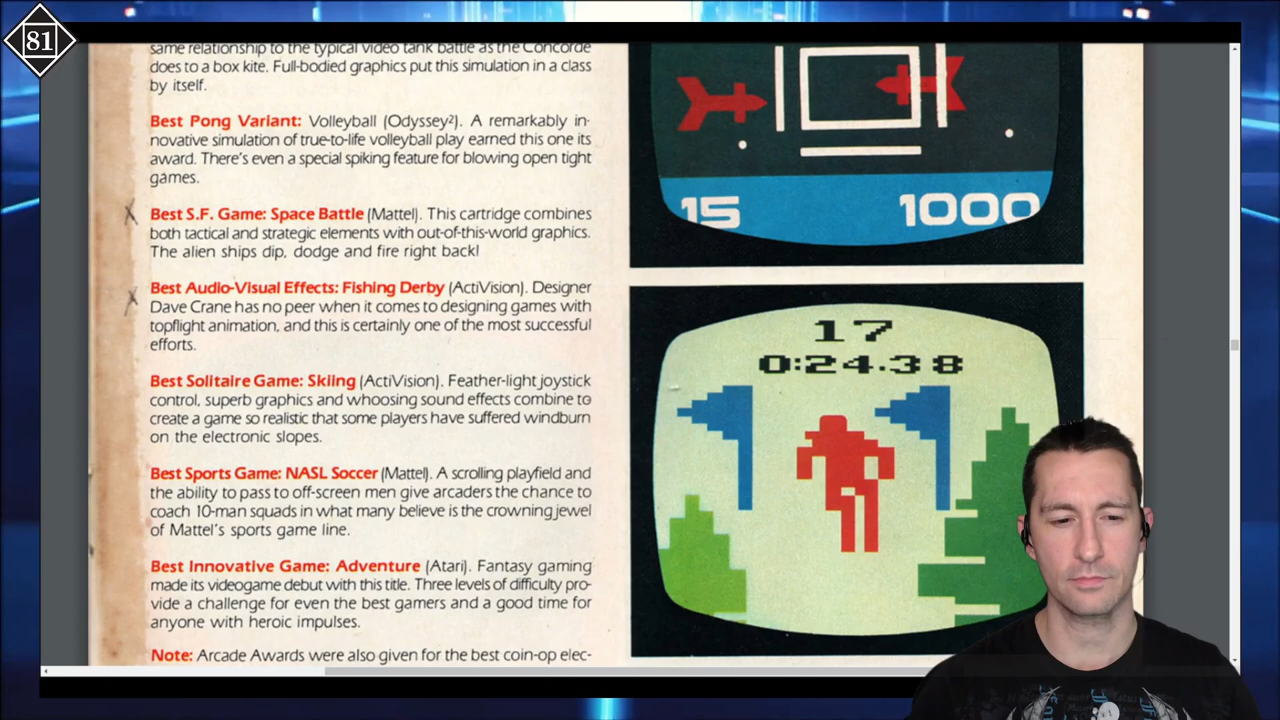 81
same relationship to the typical video tank battle as the Concorde
does to a box kite. Full-bodied graphics put this simulation in a class
by itself.
Best Pong Variant: Volleyball (Odyssey²). A remarkably in-
novative simulation of true-to-life volleyball play earned this one its
award. There's even a special spiking feature for blowing open tight
games.
Best S.F. Game: Space Battle (Mattel). This cartridge combines
both tactical and strategic elements with out-of-this-world graphics.
The alien ships dip, dodge and fire right back!
Best Audio-Visual Effects: Fishing Derby (ActiVision). Designer
Dave Crane has no peer when it comes to designing games with
topflight animation, and this is certainly one of the most successful
efforts.
Best Solitaire Game: Skiing (ActiVision). Feather-light joystick
control, superb graphics and whoosing sound effects combine to
create a game so realistic that some players have suffered windburn
on the electronic slopes.
Best Sports Game: NASL Soccer (Mattel). A scrolling playfield and
the ability to pass to off-screen men give arcaders the chance to
coach 10-man squads in what many believe is the crowning jewel
of Mattel's sports game line.
Best Innovative Game: Adventure (Atari). Fantasy gaming
made its videogame debut with this title. Three levels of difficulty pro-
vide a challenge for even the best gamers and a good time for
anyone with heroic impulses.
Note: Arcade Awards were also given for the best coin-op elec-
15 1000
17
0:24.38